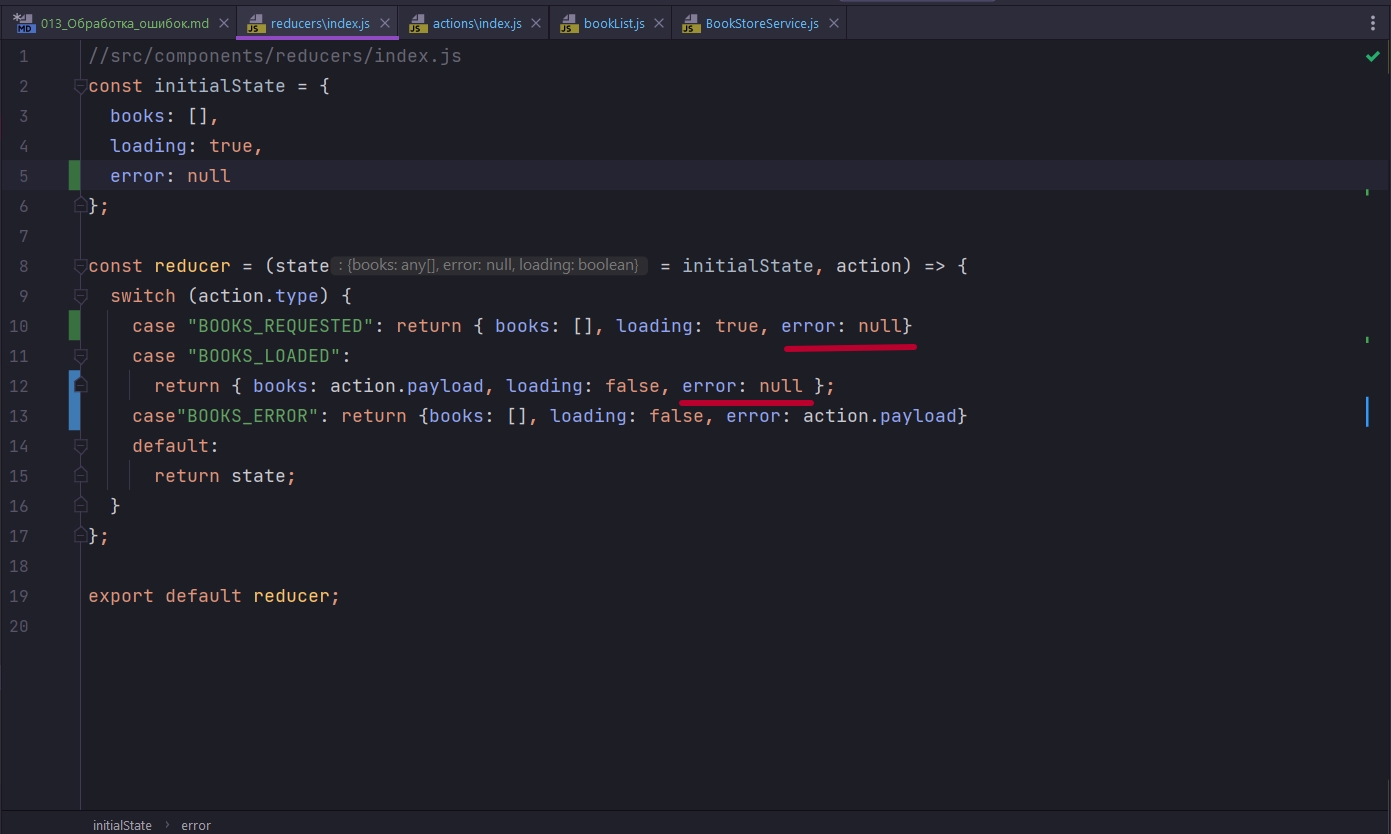 013_Обработка_ошибок.md reducers\index.js actions\index.js bookList.js BookStoreService.js
1 //src/components/reducers/index.js
2 const initialState = {
3 books: [],
4 loading: true,
5 error: null
6 };
7
8 const reducer = (state : {books: any[], error: null, loading: boolean} = initialState, action) => {
9 switch (action.type) {
10 case "BOOKS_REQUESTED": return { books: [], loading: true, error: null}
11 case "BOOKS_LOADED":
12 return { books: action.payload, loading: false, error: null };
13 case"BOOKS_ERROR": return {books: [], loading: false, error: action.payload}
14 default:
15 return state;
16 }
17 };
18
19 export default reducer;
20
initialState › error